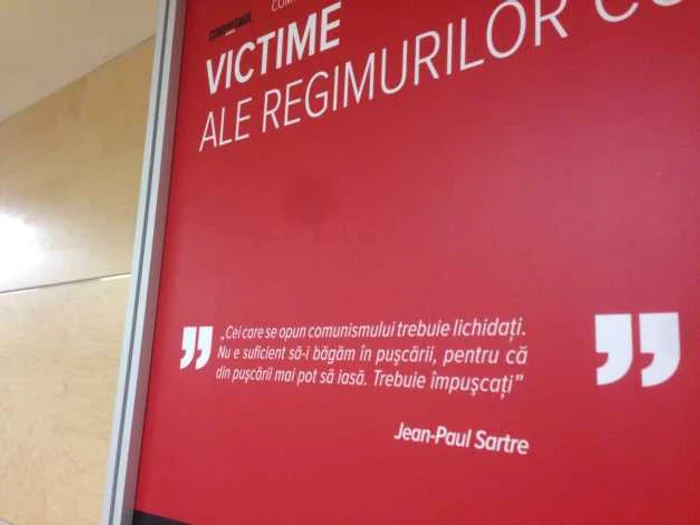 COMUNISMUL
VICTIME
ALE REGIMURILOR
„Cei care se opun comunismului trebuie lichidați.
Nu e suficient să-i băgăm în pușcării, pentru că
din pușcării mai pot să iasă. Trebuie împușcați”
Jean-Paul Sartre